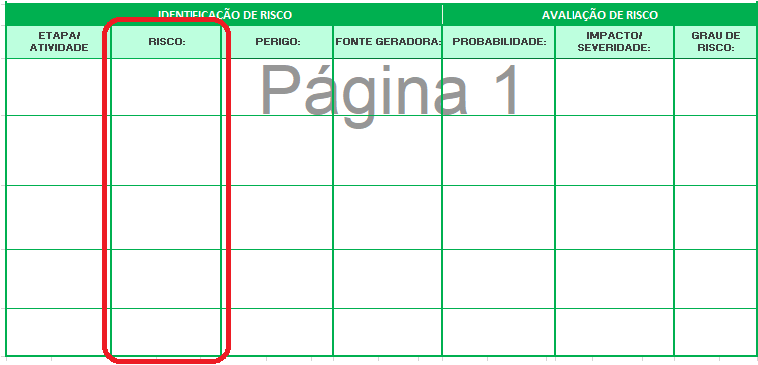 IDENTIFICAÇÃO DE RISCO
AVALIAÇÃO DE RISCO
ETAPA/
ATIVIDADE
RISCO:
PERIGO:
FONTE GERADORA:
PROBABILIDADE:
IMPACTO/
SEVERIDADE:
GRAU DE
RISCO:
Página 1